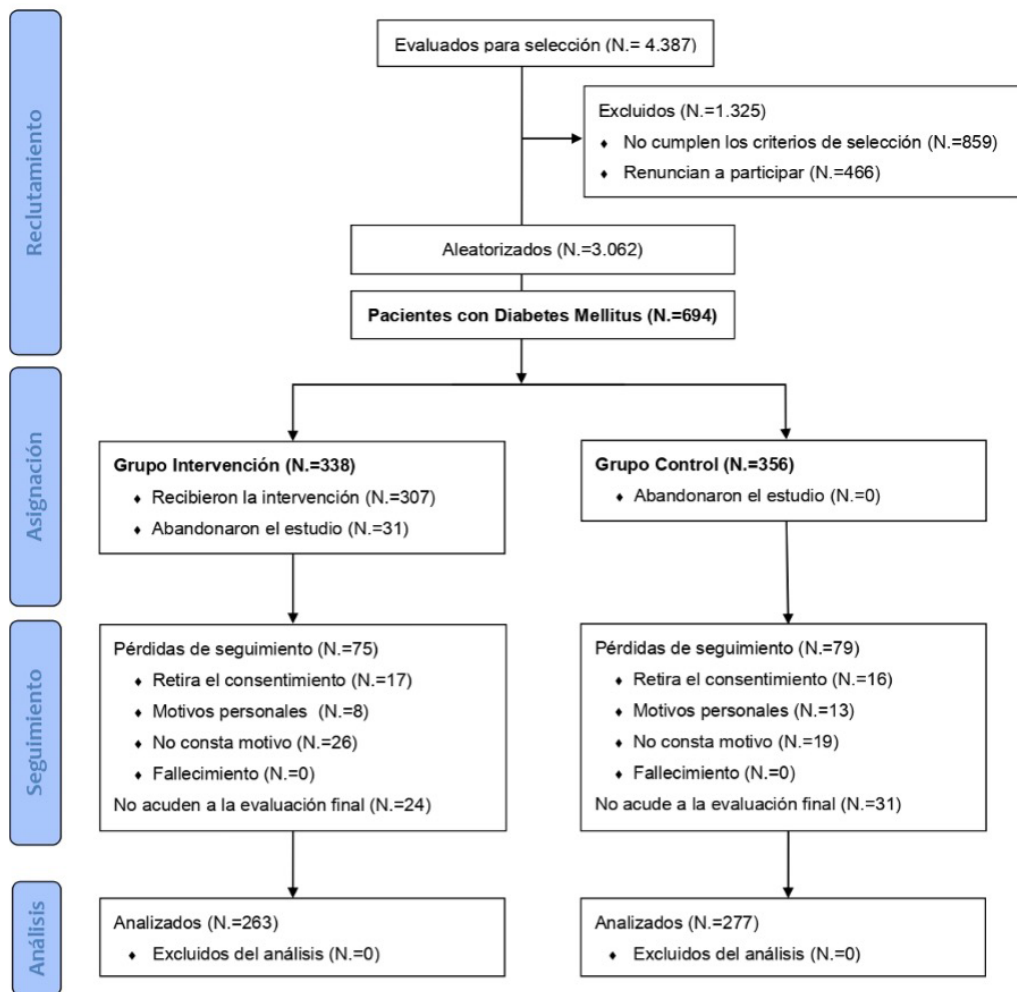 Reclutamiento
Evaluados para selección (N.= 4.387)
Excluidos (N.=1.325)
♦ No cumplen los criterios de selección (N.=859)
♦ Renuncian a participar (N.=466)
Aleatorizados (N.=3.062)
Pacientes con Diabetes Mellitus (N.=694)
Asignación
Grupo Intervención (N.=338)
♦ Recibieron la intervención (N.=307)
♦ Abandonaron el estudio (N.=31)
Grupo Control (N.=356)
♦ Abandonaron el estudio (N.=0)
Seguimiento
Pérdidas de seguimiento (N.=75)
♦ Retira el consentimiento (N.=17)
♦ Motivos personales (N.=8)
♦ No consta motivo (N.=26)
♦ Fallecimiento (N.=0)
No acuden a la evaluación final (N.=24)
Pérdidas de seguimiento (N.=79)
♦ Retira el consentimiento (N.=16)
♦ Motivos personales (N.=13)
♦ No consta motivo (N.=19)
♦ Fallecimiento (N.=0)
No acude a la evaluación final (N.=31)
Análisis
Analizados (N.=263)
♦ Excluidos del análisis (N.=0)
Analizados (N.=277)
♦ Excluidos del análisis (N.=0)